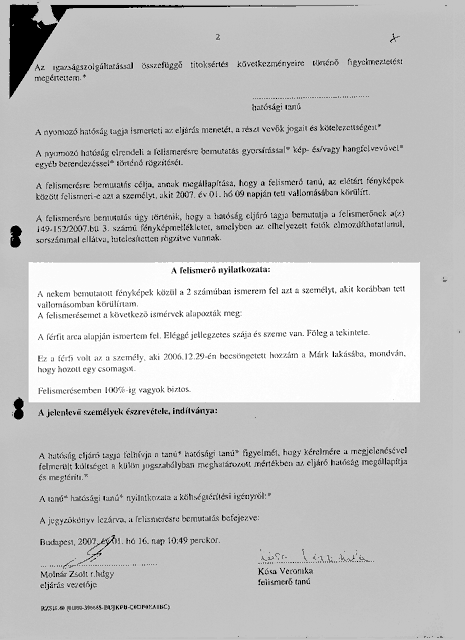 2
Az igazságszolgáltatással összefüggő titoksértés következményeire történő figyelmeztetést
megértettem.*
hatósági tanú
A nyomozó hatóság tagja ismerteti az eljárás menetét, a részt vevők jogait és kötelezettségeit*
A nyomozó hatóság elrendeli a felismerésre bemutatás gyorsírással* kép- és/vagy hangfelvevővel*
egyéb berendezéssel* történő rögzítését.
A felismerésre bemutatás célja, annak megállapítása, hogy a felismerő tanú, az előtárt fényképek
között felismeri-e azt a személyt, akit 2007. év 01. hó 09 napján tett vallomásában körülírt.
A felismerésre bemutatás úgy történik, hogy a hatóság eljáró tagja bemutatja a felismerőnek a(z)
149-152/2007.bü 3. számú fényképmellékletet, amelyben az elhelyezett fotók elmozdíthatatlanul,
sorszámmal ellátva, hitelesítetten rögzítve vannak.
A felismerő nyilatkozata:
A nekem bemutatott fényképek közül a 2 számúban ismerem fel azt a személyt, akit korábban tett
vallomásomban körülírtam.
A felismerésemet a következő ismérvek alapozták meg:
A férfit arca alapján ismertem fel. Eléggé jellegzetes szája és szeme van. Főleg a tekintete.
Ez a férfi volt az a személy, aki 2006.12.29-én becsöngetett hozzám a Márk lakásába, mondván,
hogy hozott egy csomagot.
Felismerésemben 100%-ig vagyok biztos.
A jelenlevő személyek észrevétele, indítványa:
A hatóság eljáró tagja felhívja a tanú* hatósági tanú* figyelmét, hogy kérelmére a megjelenésével
felmerült költséget a külön jogszabályban meghatározott mértékben az eljáró hatóság megállapítja
és megtéríti.*
A tanú* hatósági tanú* nyilatkozata a költségtérítési igényről:*
A jegyzőkönyv lezárva, a felismerésre bemutatás befejezve:
Budapest, 2007. év 01. hó 16. nap 10:49 perckor.
Molnár Zsolt r.hdgy
eljárás vezetője
Kósa Veronika
felismerő tanú